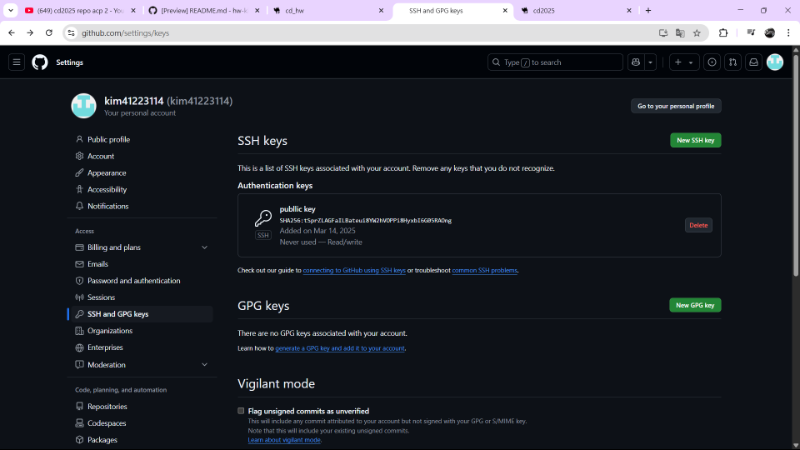 (649) cd2025 repo acp 2 - You
[Preview] README.md - hw-k
cd_hw
SSH and GPG keys
cd2025
github.com/settings/keys
Settings
Type / to search
kim41223114 (kim41223114)
Your personal account
Go to your personal profile
Public profile
Account
Appearance
Accessibility
Notifications
Access
Billing and plans
Emails
Password and authentication
Sessions
SSH and GPG keys
Organizations
Enterprises
Moderation
Code, planning, and automation
Repositories
Codespaces
Packages
SSH keys
New SSH key
This is a list of SSH keys associated with your account. Remove any keys that you do not recognize.
Authentication keys
public key
SSH
Added on Mar 14, 2025
Never used — Read/write
Delete
Check out our guide to connecting to GitHub using SSH keys or troubleshoot common SSH problems.
GPG keys
New GPG key
There are no GPG keys associated with your account.
Learn how to generate a GPG key and add it to your account.
Vigilant mode
Flag unsigned commits as unverified
This will include any commit attributed to your account but not signed with your GPG or S/MIME key.
Note that this will include your existing unsigned commits.
Learn about vigilant mode.